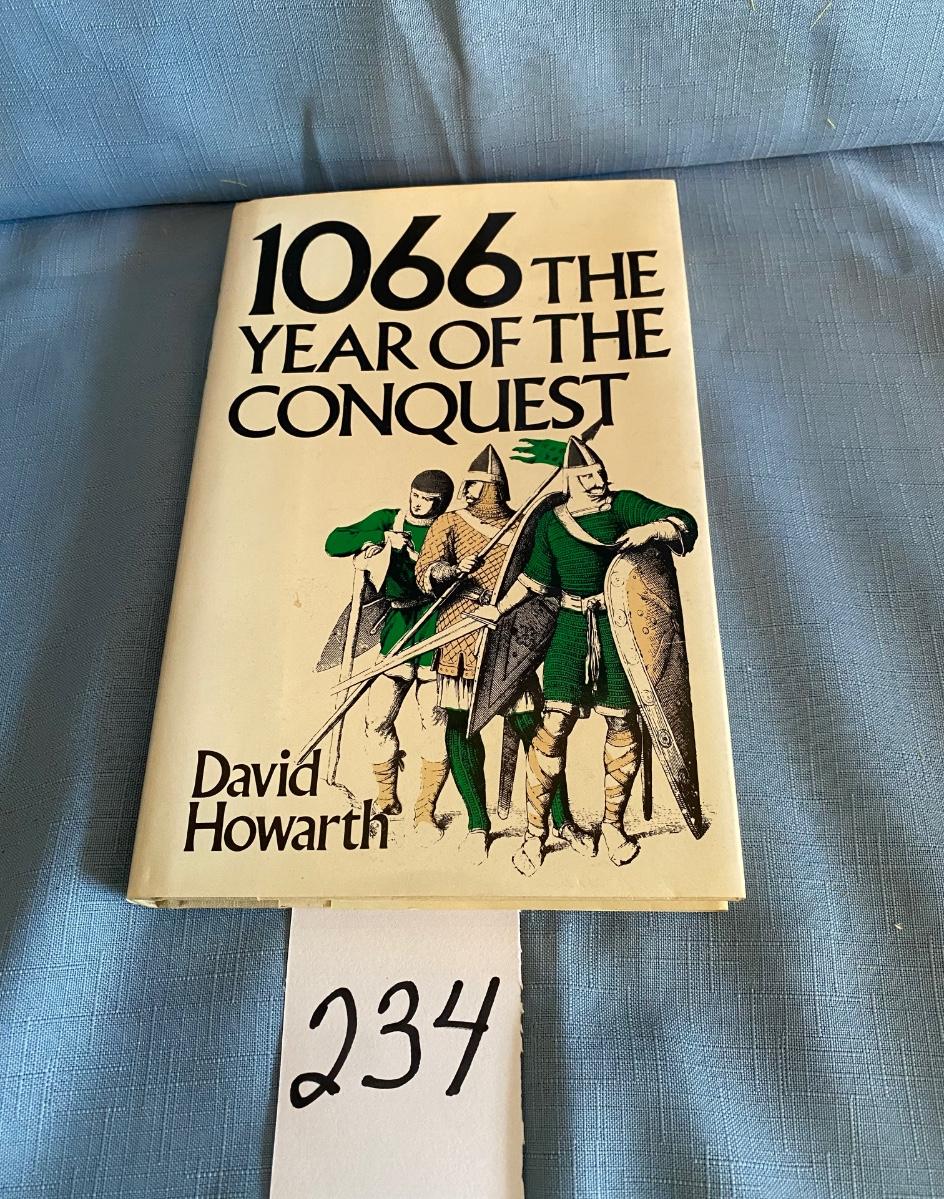 1066 THE
YEAR OF THE
CONQUEST
David
Howarth
234